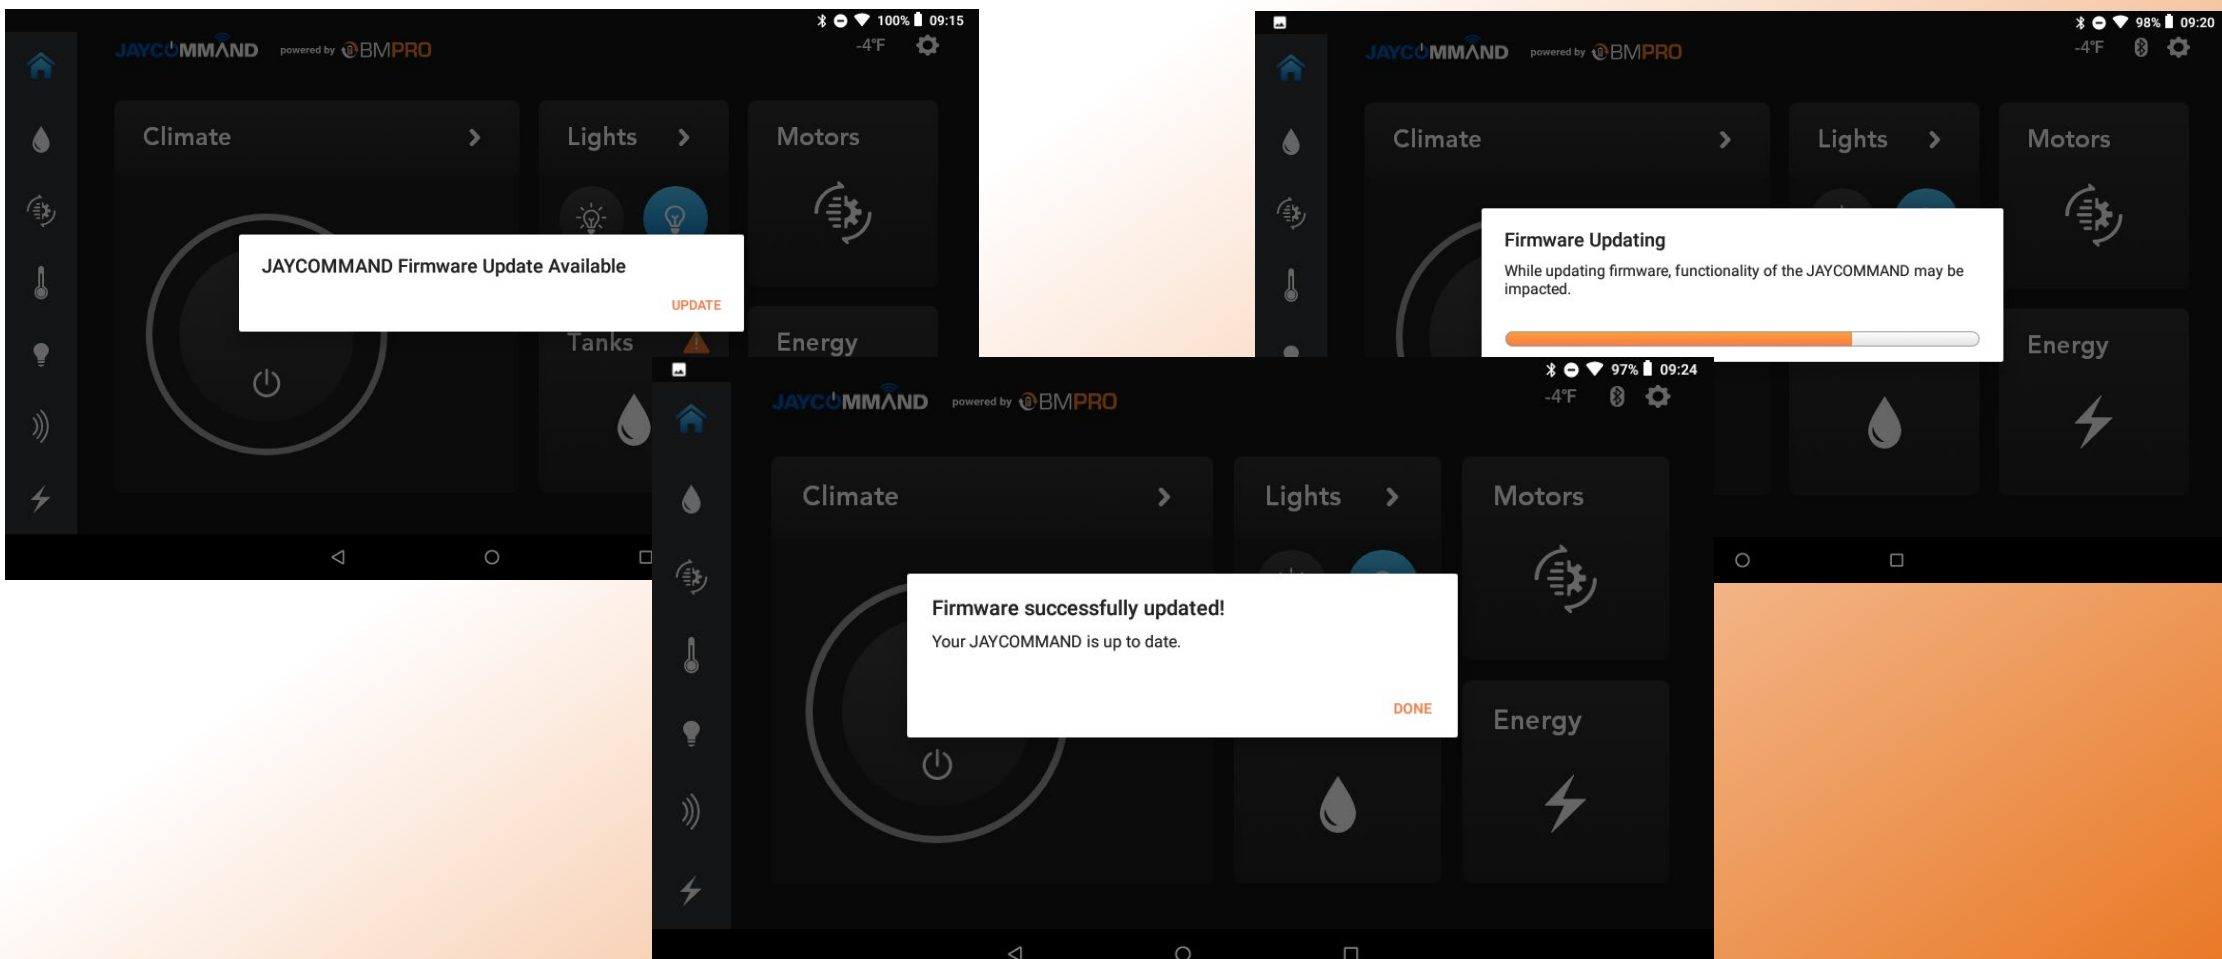 100% 09:15
JAYCOMMAND powered by BMPRO -4°F
Climate
Lights
Motors
JAYCOMMAND Firmware Update Available
UPDATE
Tanks
Energy
98% 09:20
JAYCOMMAND powered by BMPRO -4°F
Climate
Lights
Motors
Firmware Updating
While updating firmware, functionality of the JAYCOMMAND may be
impacted.
Energy
97% 09:24
JAYCOMMAND powered by BMPRO -4°F
Climate
Lights
Motors
Firmware successfully updated!
Your JAYCOMMAND is up to date.
DONE
Energy